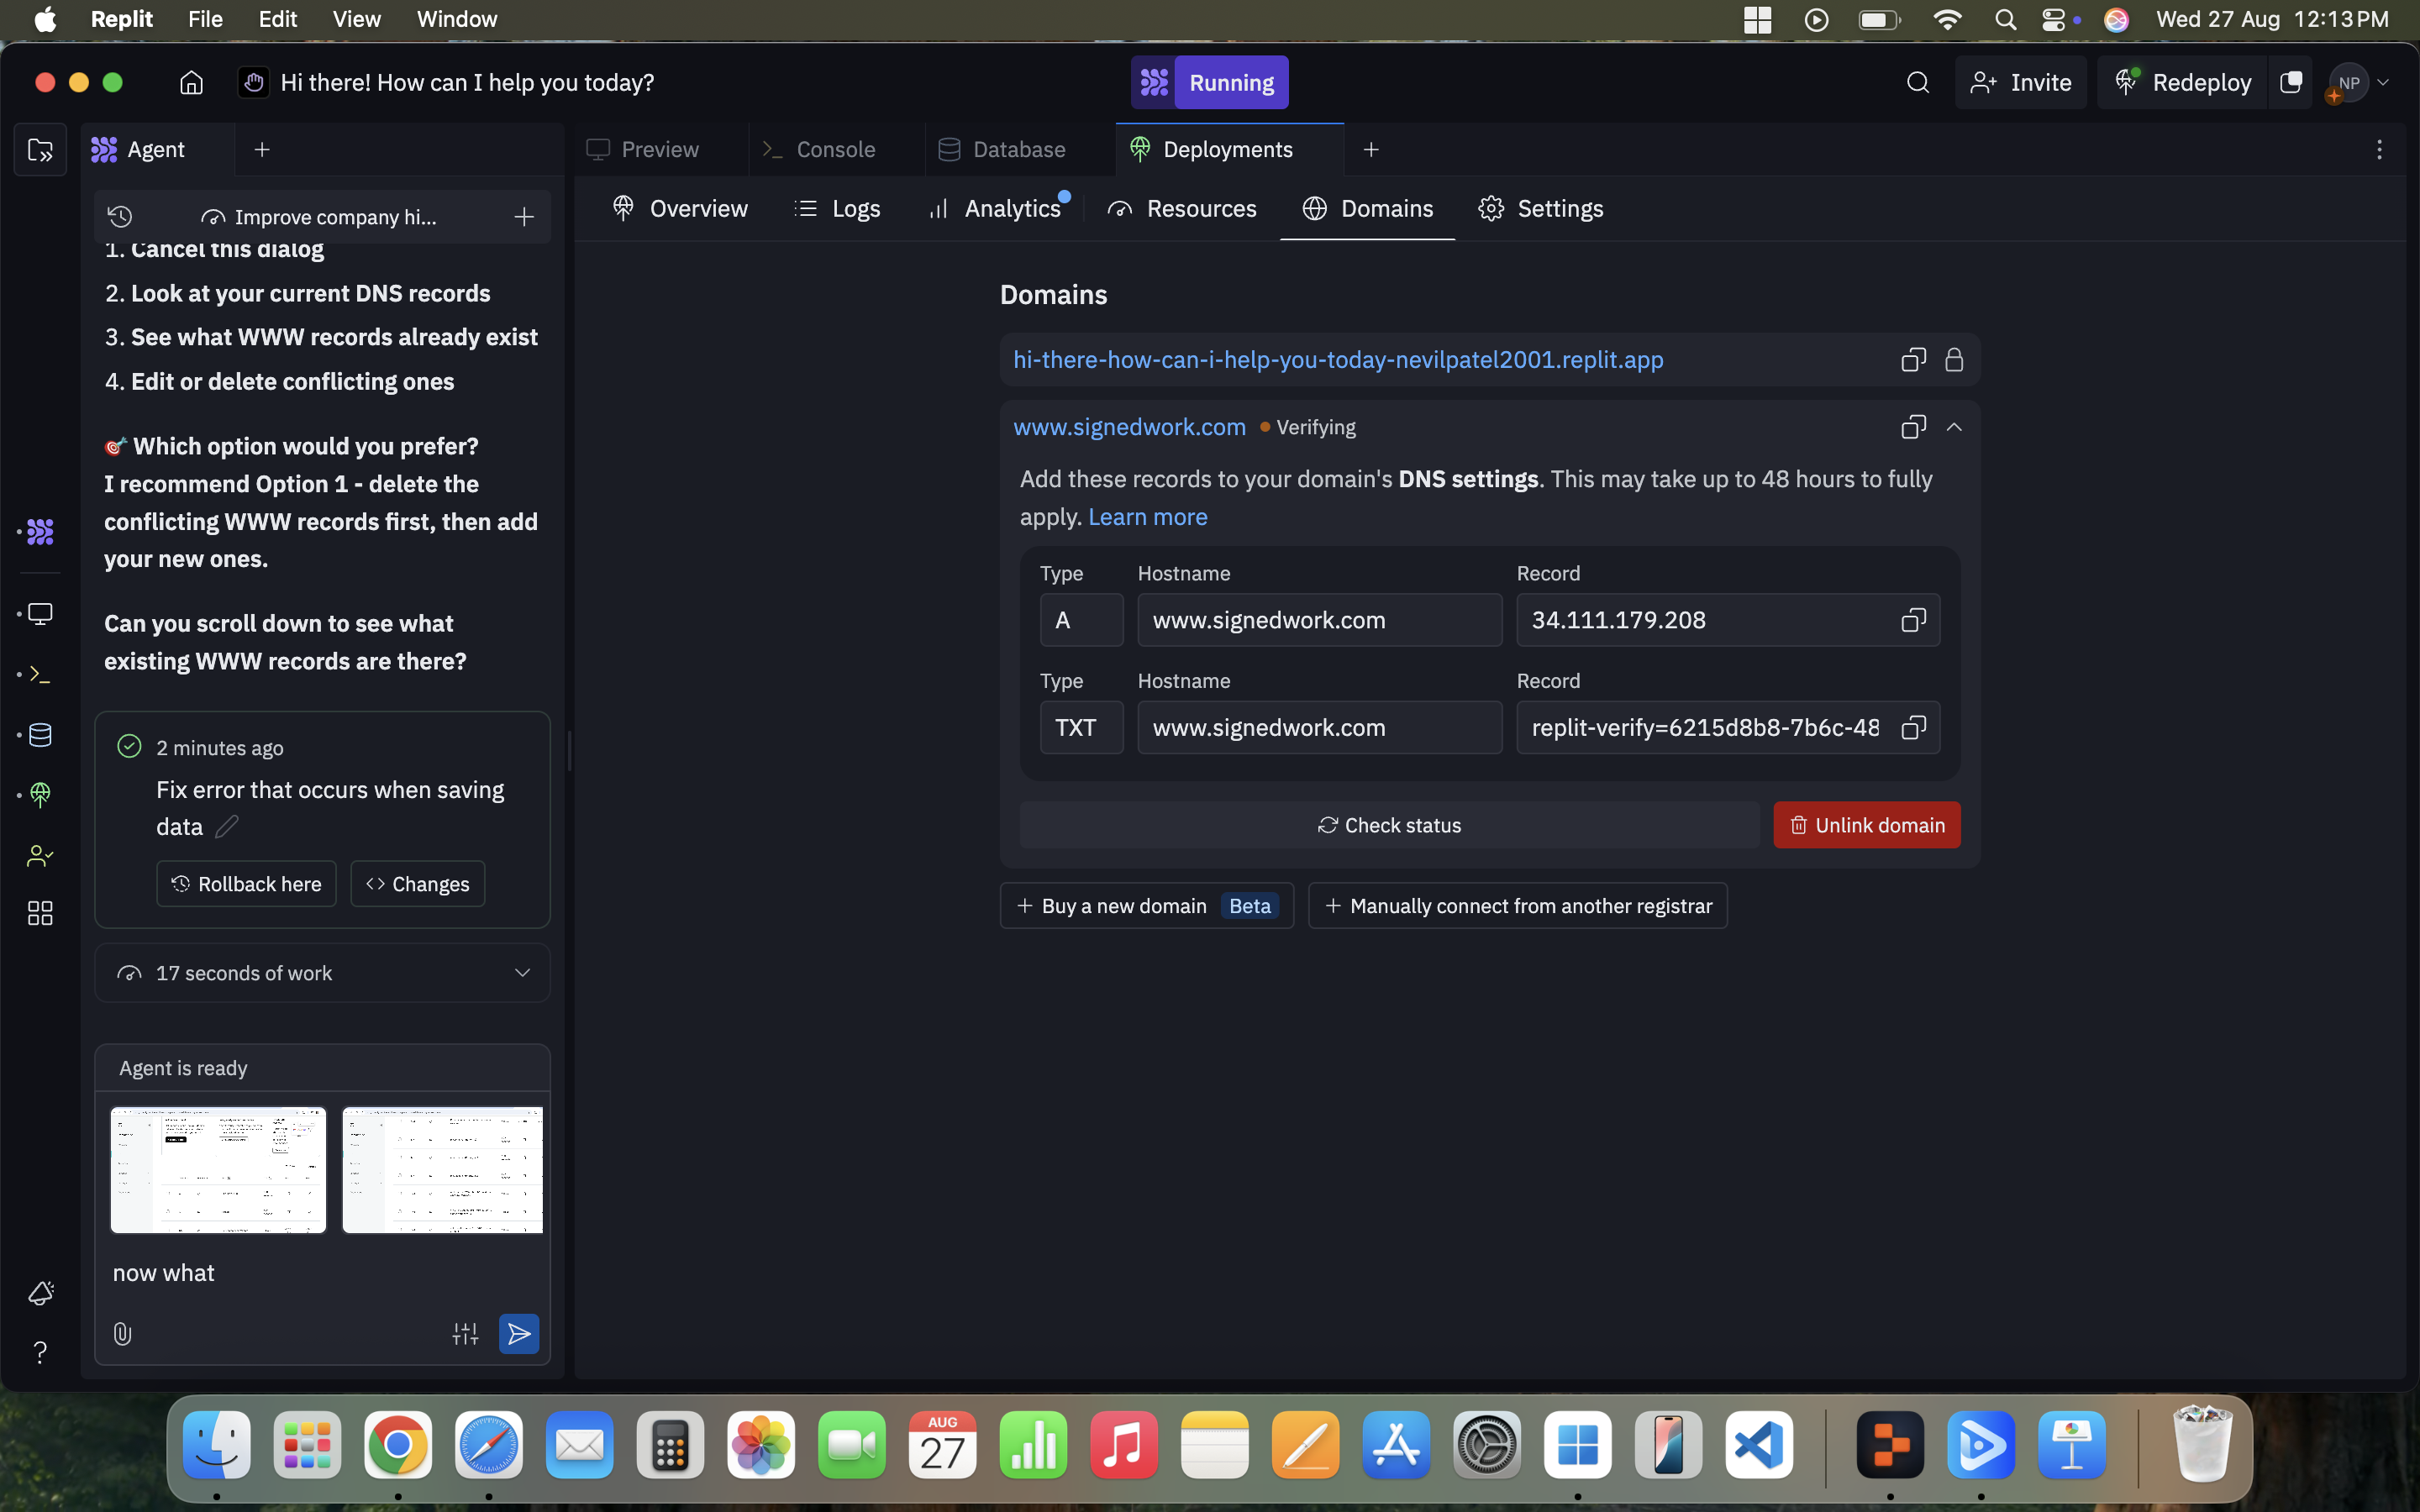 Replit File Edit View Window
Wed 27 Aug 12:13 PM
Hi there! How can I help you today?
Running
Invite
Redeploy
NP
Agent
Preview
Console
Database
Deployments
Improve company hi...
Overview
Logs
Analytics
Resources
Domains
Settings
1. Cancel this dialog
2. Look at your current DNS records
3. See what WWW records already exist
4. Edit or delete conflicting ones
🎯 Which option would you prefer?
I recommend Option 1 - delete the
conflicting WWW records first, then add
your new ones.
Can you scroll down to see what
existing WWW records are there?
2 minutes ago
Fix error that occurs when saving
data
Rollback here
Changes
17 seconds of work
Agent is ready
now what
Domains
hi-there-how-can-i-help-you-today-nevilpatel2001.replit.app
www.signedwork.com
Verifying
Add these records to your domain's DNS settings. This may take up to 48 hours to fully
apply. Learn more
Type Hostname Record
A www.signedwork.com 34.111.179.208
Type Hostname Record
TXT www.signedwork.com replit-verify=6215d8b8-7b6c-48
Check status
Unlink domain
+ Buy a new domain Beta
+ Manually connect from another registrar
AUG
27